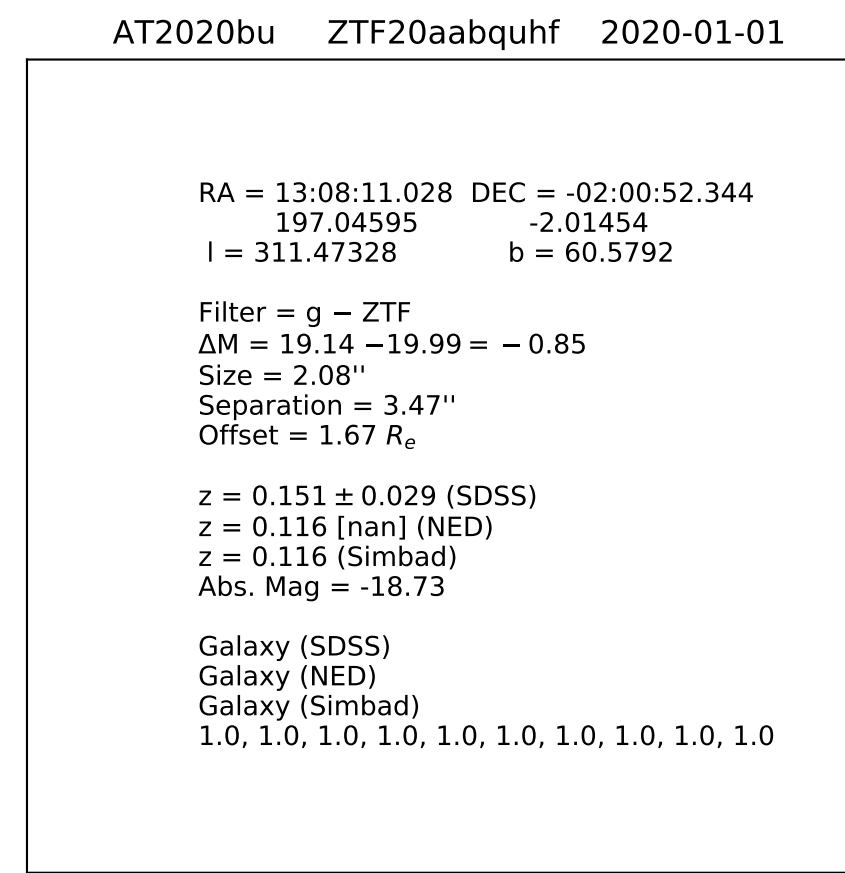 AT2020bu ZTF20aabquhf 2020-01-01
RA = 13:08:11.028 DEC = -02:00:52.344
197.04595 -2.01454
l = 311.47328 b = 60.5792
Filter = g − ZTF
ΔM = 19.14 −19.99 = − 0.85
Size = 2.08''
Separation = 3.47''
Offset = 1.67 Rₑ
z = 0.151 ± 0.029 (SDSS)
z = 0.116 [nan] (NED)
z = 0.116 (Simbad)
Abs. Mag = -18.73
Galaxy (SDSS)
Galaxy (NED)
Galaxy (Simbad)
1.0, 1.0, 1.0, 1.0, 1.0, 1.0, 1.0, 1.0, 1.0, 1.0